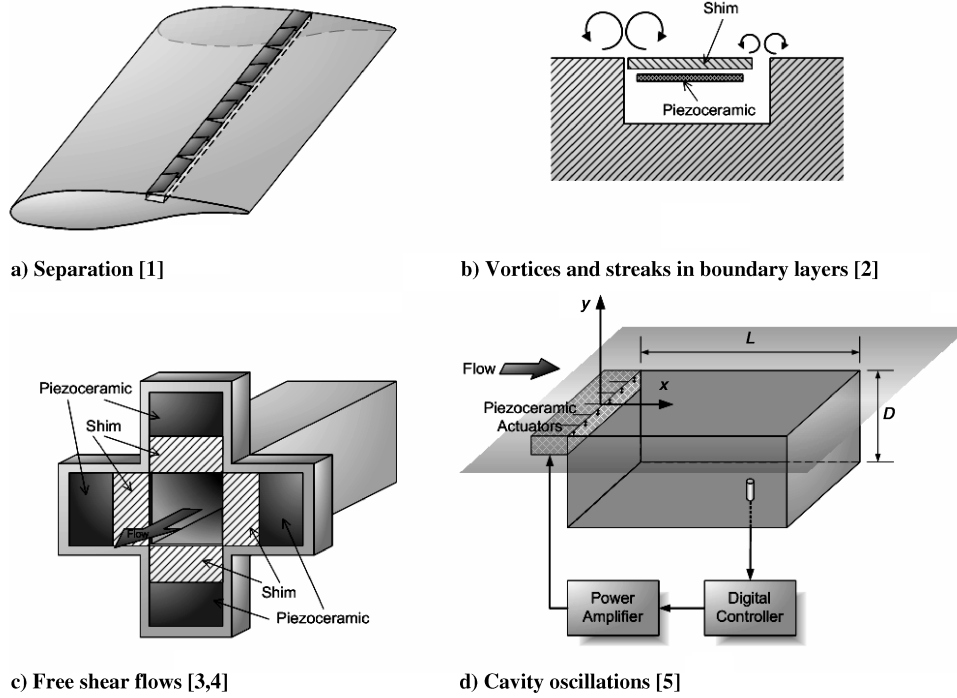 Shim
Piezoceramic
a) Separation [1]
b) Vortices and streaks in boundary layers [2]
Piezoceramic
Shim
Flow
Shim
Piezoceramic
c) Free shear flows [3,4]
y
L
Flow
x
Piezoceramic
Actuators
D
Power
Amplifier
Digital
Controller
d) Cavity oscillations [5]